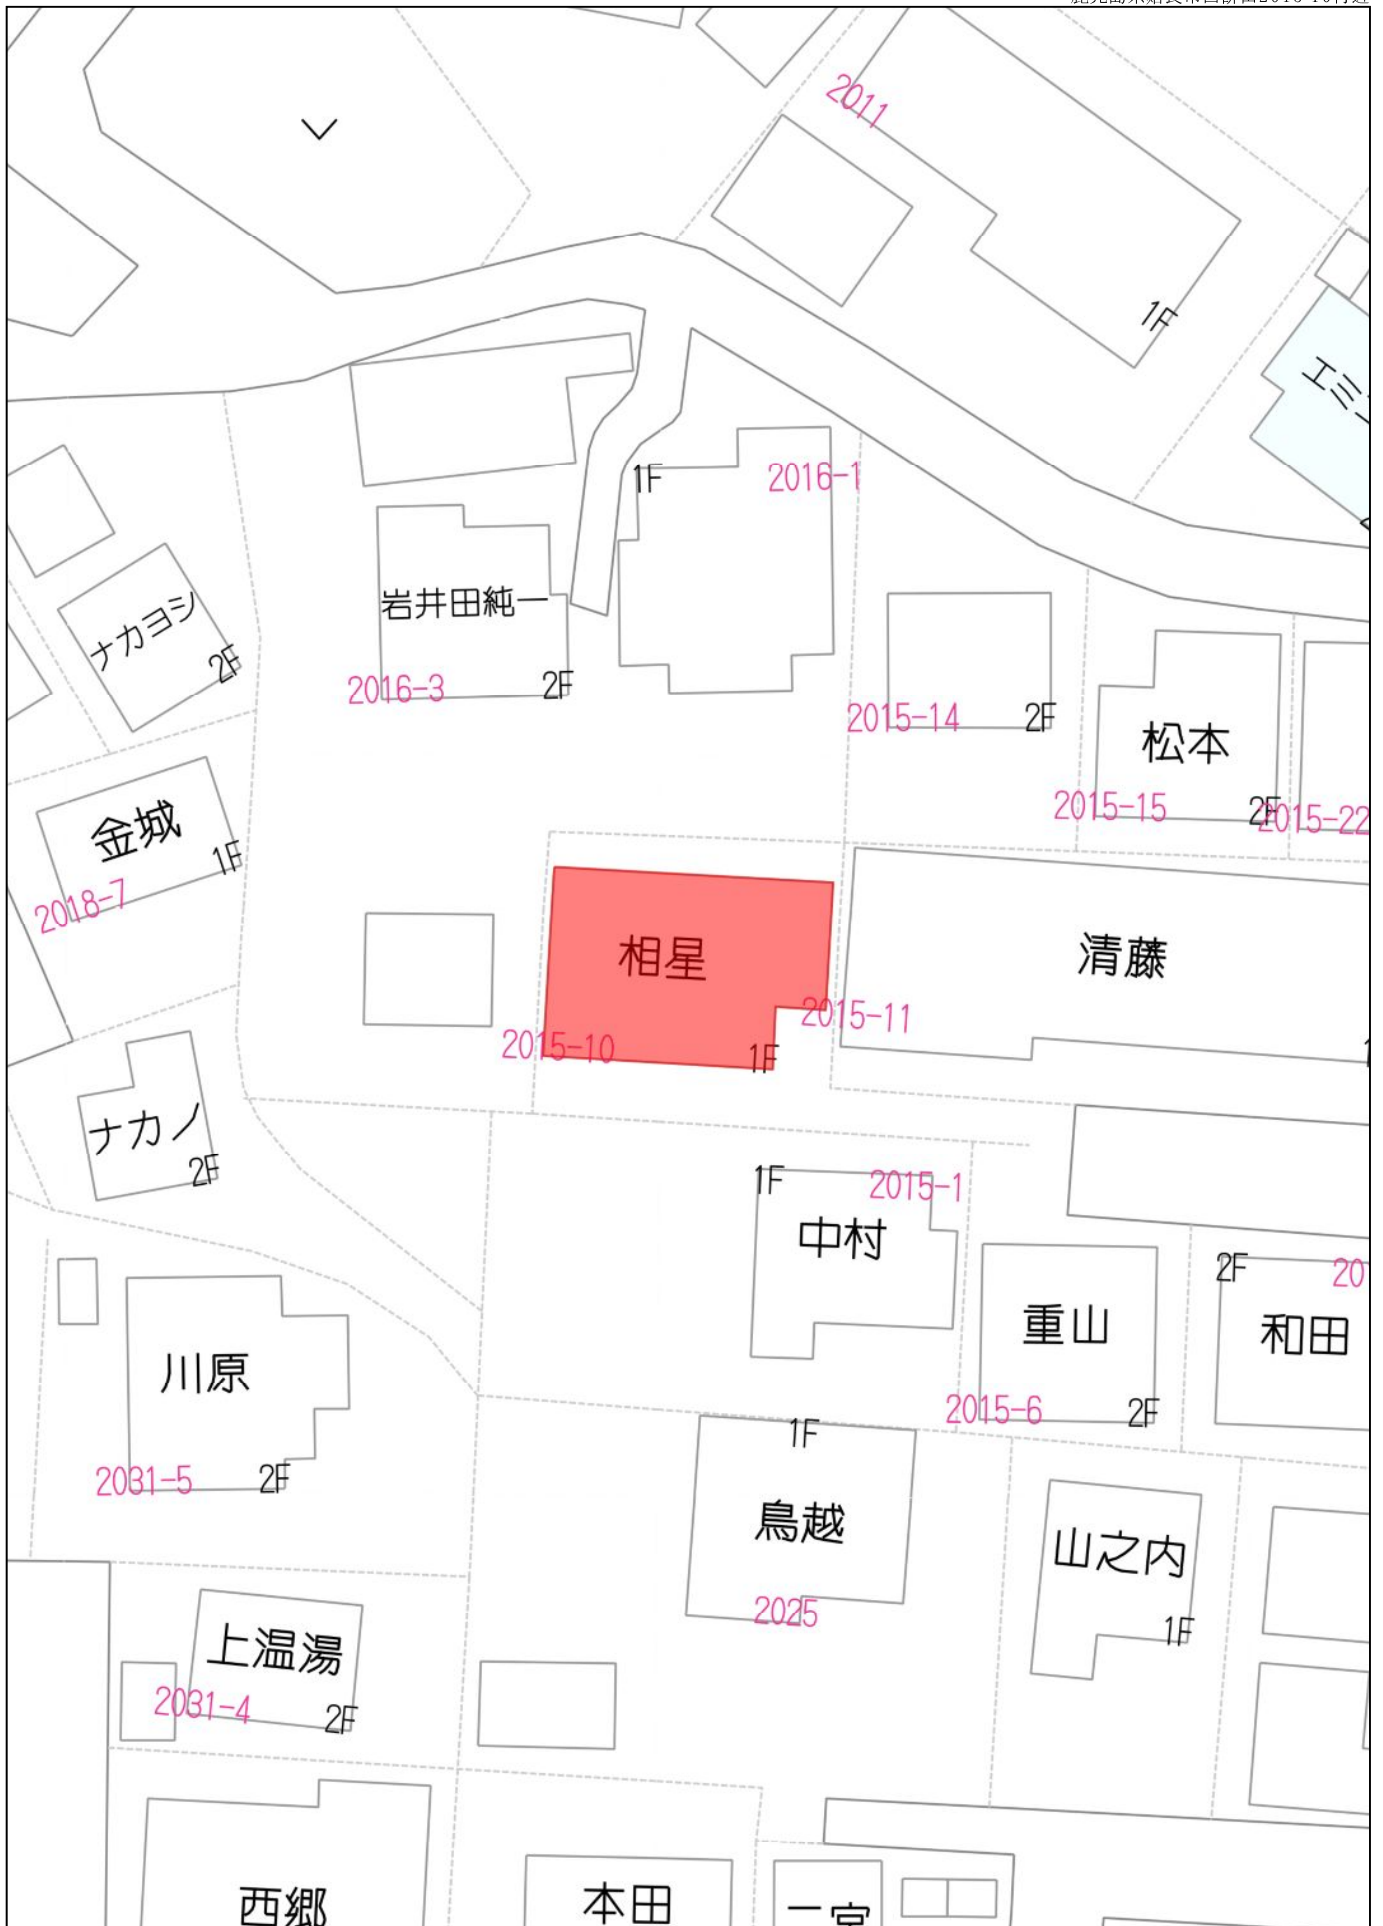 2011
1F
エミ
1F
2016-1
岩井田純一
2016-3
2F
ナカヨシ
2F
2015-14
2F
松本
2015-15
2F
2015-22
金城
1F
2018-7
相星
清藤
2015-11
2015-10
1F
ナカノ
2F
1F
2015-1
中村
2F
20
重山
和田
川原
2015-6
2F
1F
2031-5
2F
鳥越
山之内
2025
1F
上温湯
2031-4
2F
西郷
本田